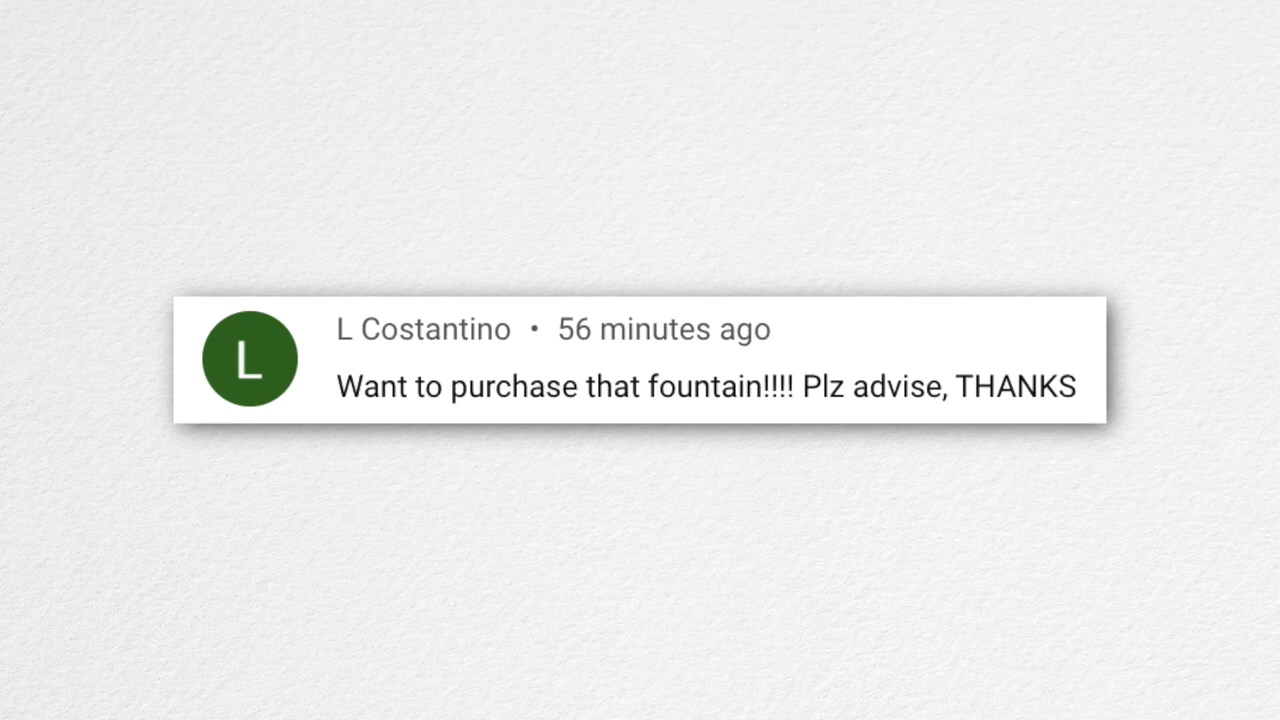 L
L Costantino • 56 minutes ago
Want to purchase that fountain!!!! Plz advise, THANKS